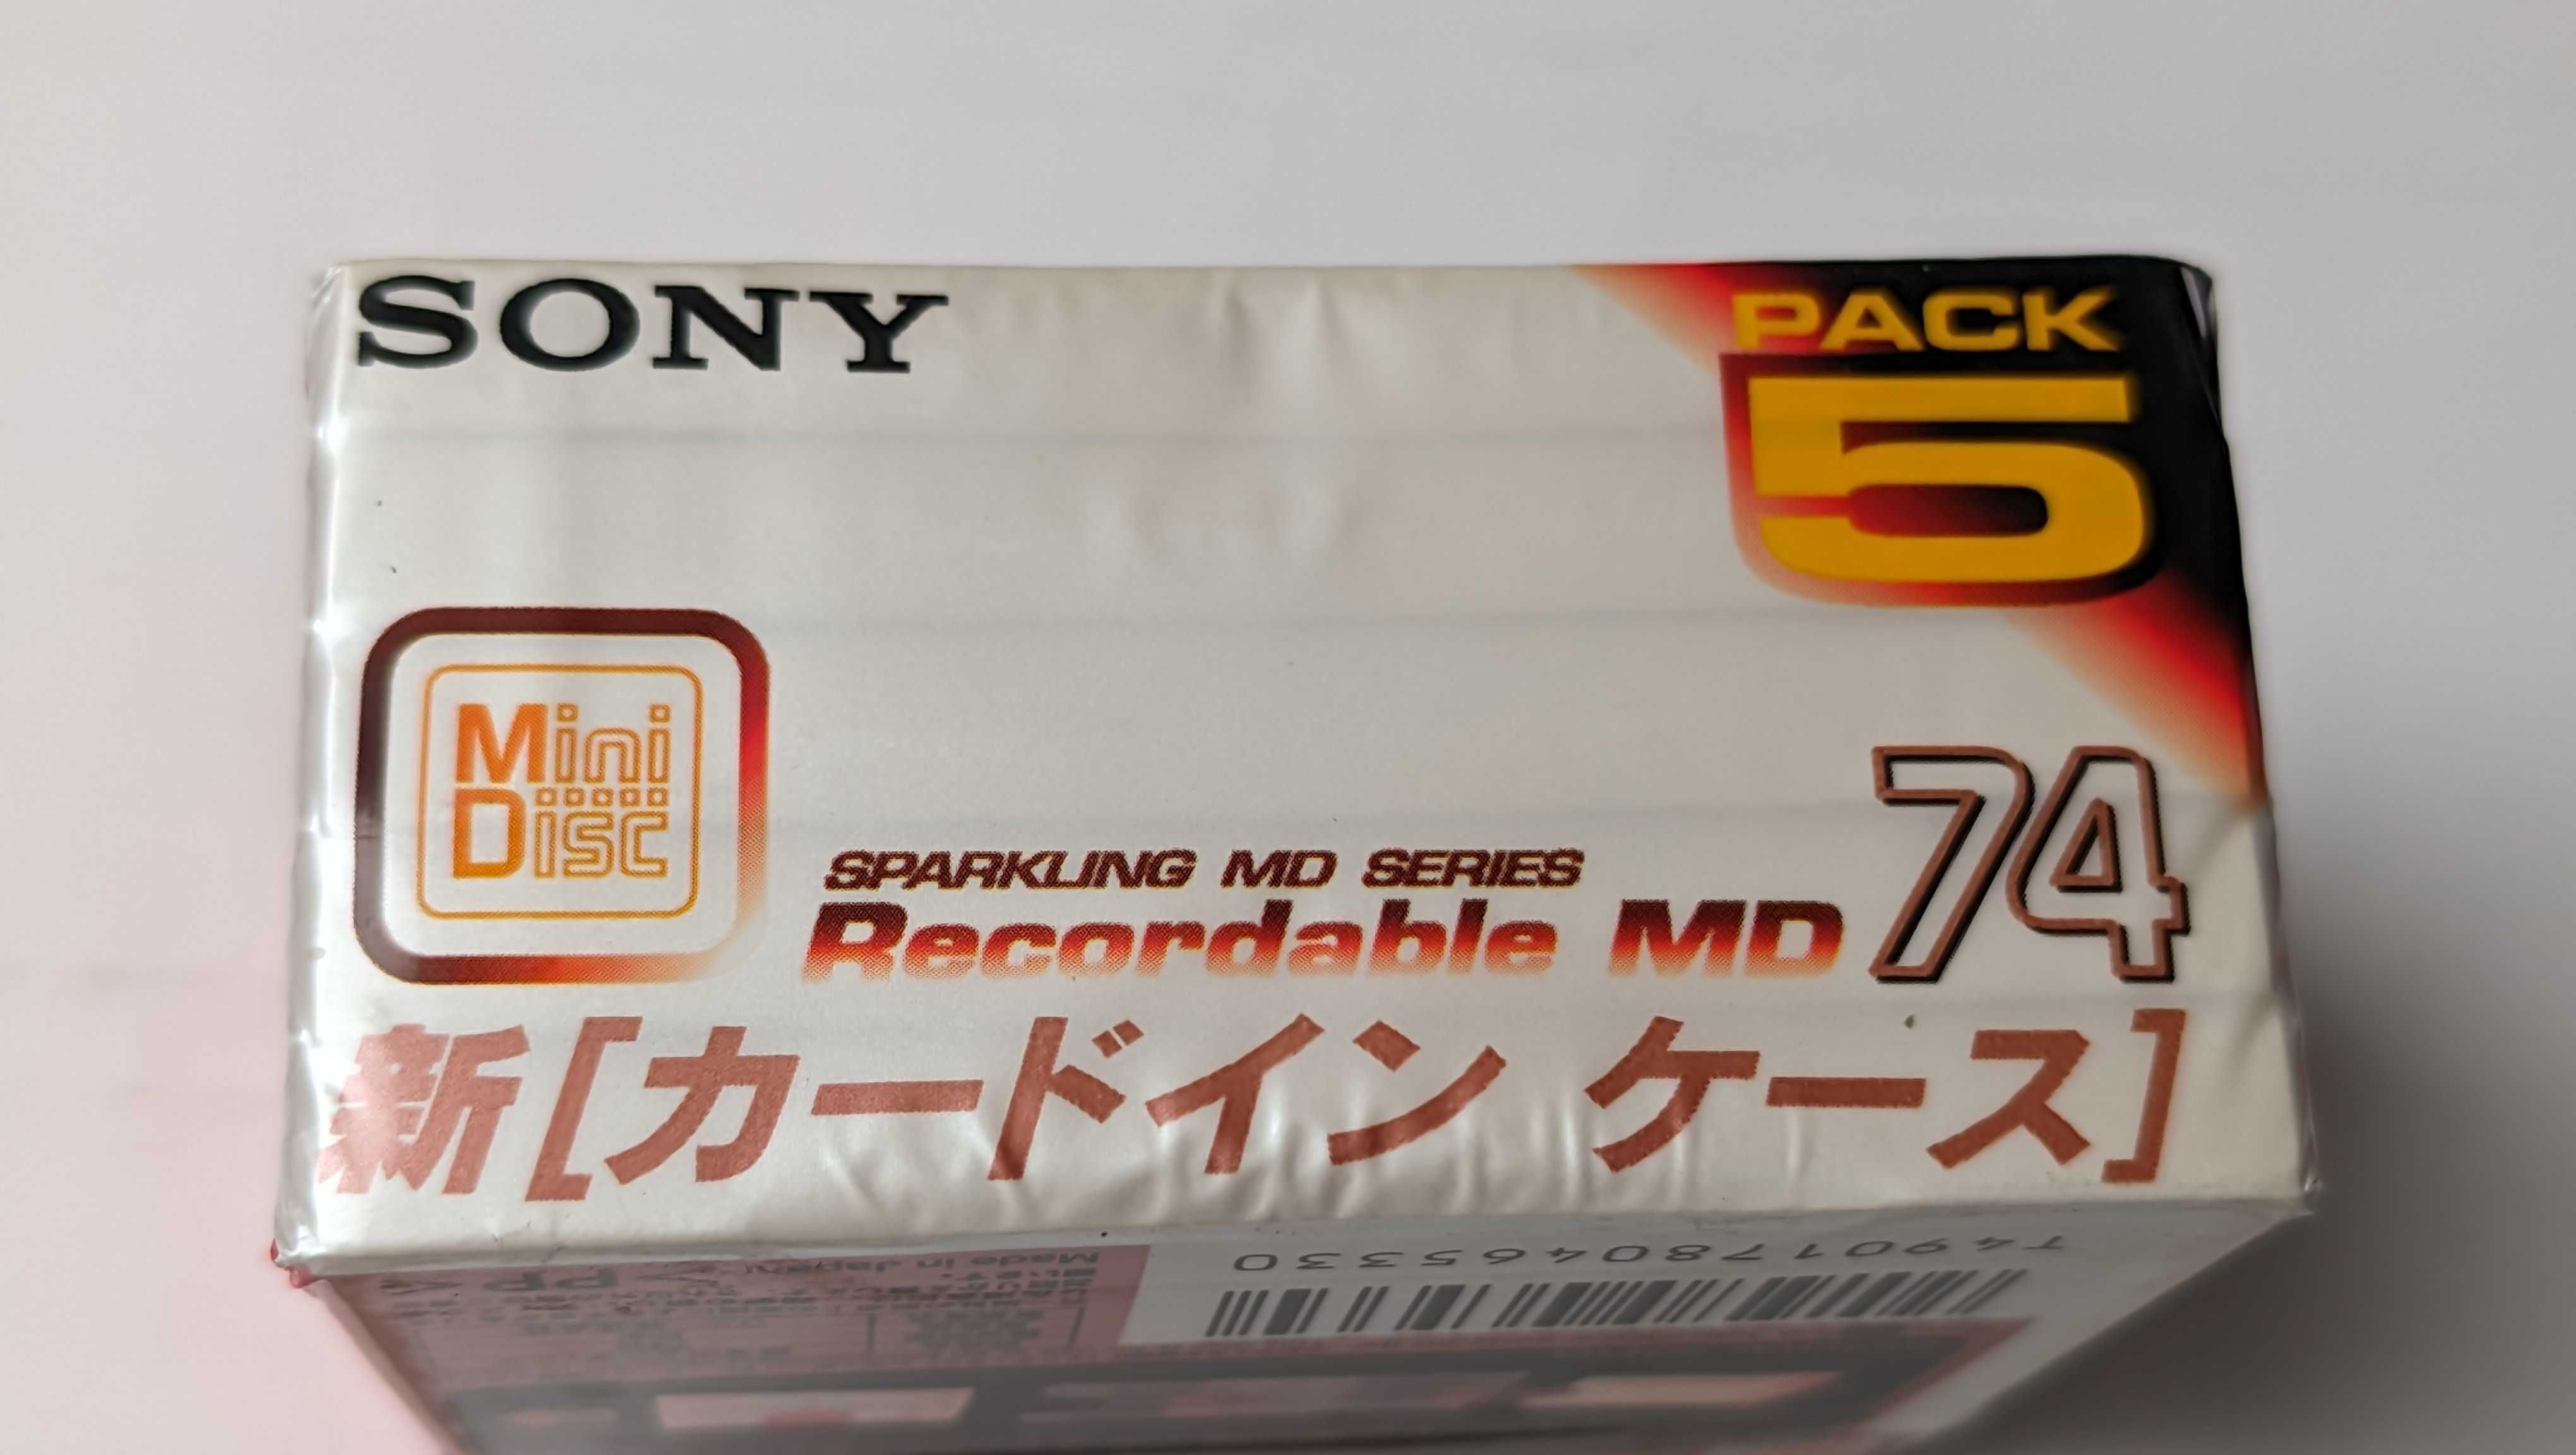 SONY
PACK
5
Mini
Disc
SPARKLING MD SERIES
Recordable MD 74
新[カードイン ケース]
T4901780465330
Made in Japan